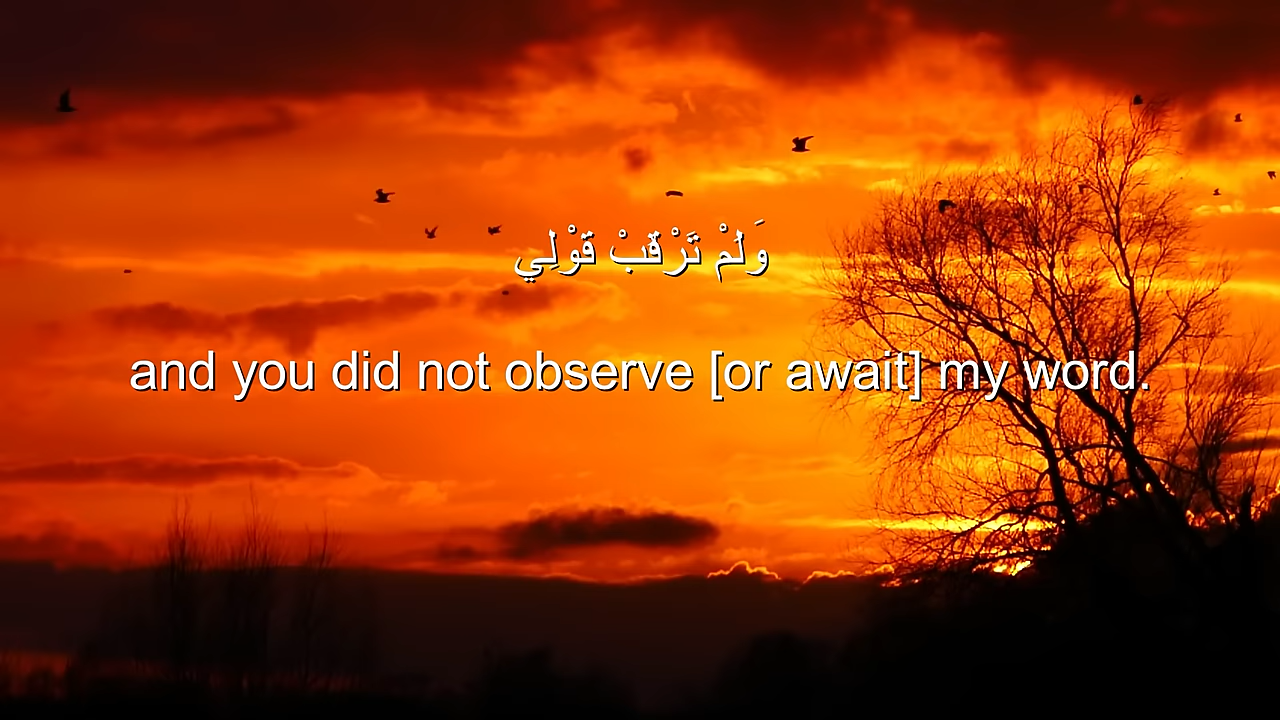 وَلَمْ تَرْقُبْ قَوْلِي
and you did not observe [or await] my word.